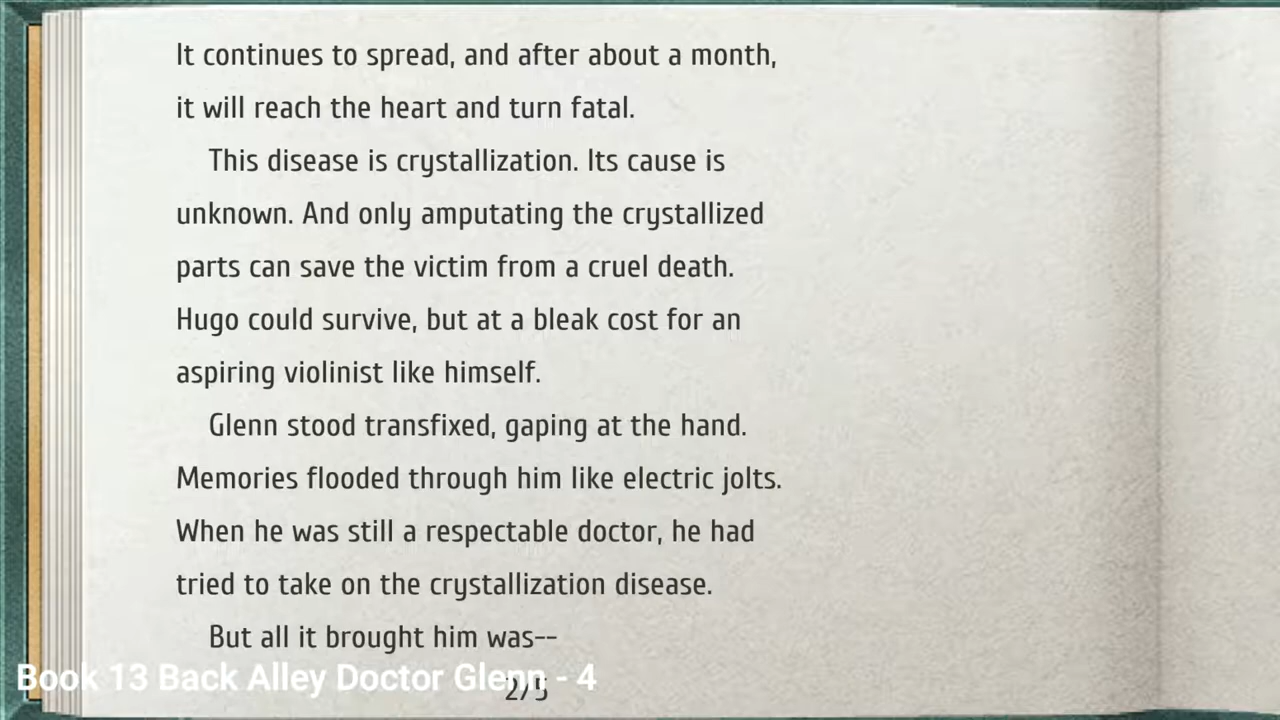 It continues to spread, and after about a month,
it will reach the heart and turn fatal.
This disease is crystallization. Its cause is
unknown. And only amputating the crystallized
parts can save the victim from a cruel death.
Hugo could survive, but at a bleak cost for an
aspiring violinist like himself.
Glenn stood transfixed, gaping at the hand.
Memories flooded through him like electric jolts.
When he was still a respectable doctor, he had
tried to take on the crystallization disease.
But all it brought him was--
Book 13 Back Alley Doctor Glenn - 4
2/5